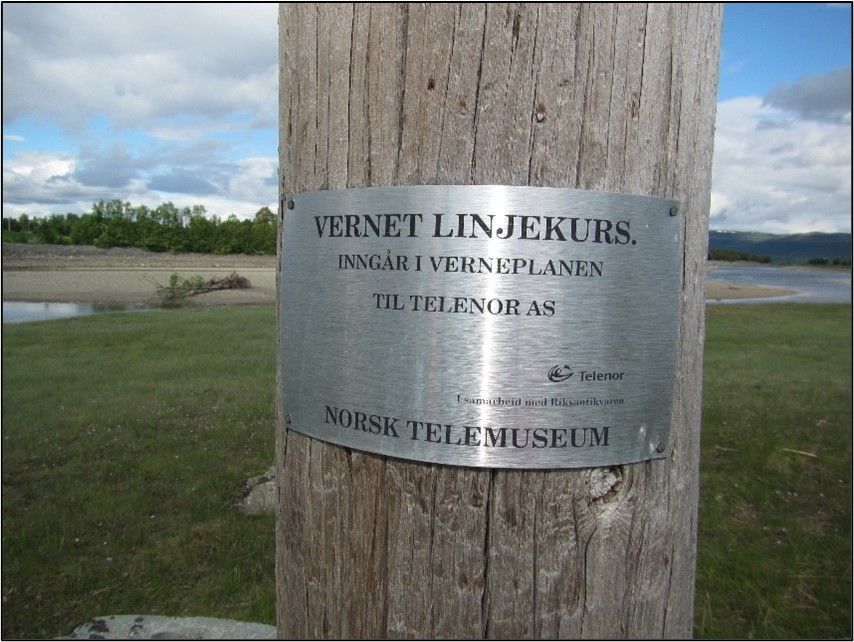 VERNET LINJEKURS.
INNGÅR I VERNEPLANEN
TIL TELENOR AS
Telenor
I samarbeid med Riksantikvaren
NORSK TELEMUSEUM